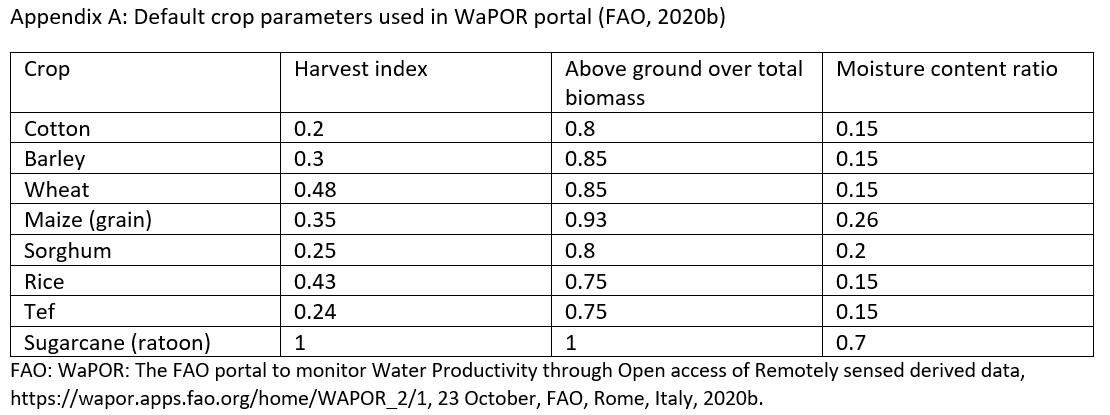 Appendix A: Default crop parameters used in WaPOR portal (FAO, 2020b)
Crop Harvest index Above ground over total biomass Moisture content ratio
Cotton 0.2 0.8 0.15
Barley 0.3 0.85 0.15
Wheat 0.48 0.85 0.15
Maize (grain) 0.35 0.93 0.26
Sorghum 0.25 0.8 0.2
Rice 0.43 0.75 0.15
Tef 0.24 0.75 0.15
Sugarcane (ratoon) 1 1 0.7
FAO: WaPOR: The FAO portal to monitor Water Productivity through Open access of Remotely sensed derived data,
https://wapor.apps.fao.org/home/WAPOR_2/1, 23 October, FAO, Rome, Italy, 2020b.